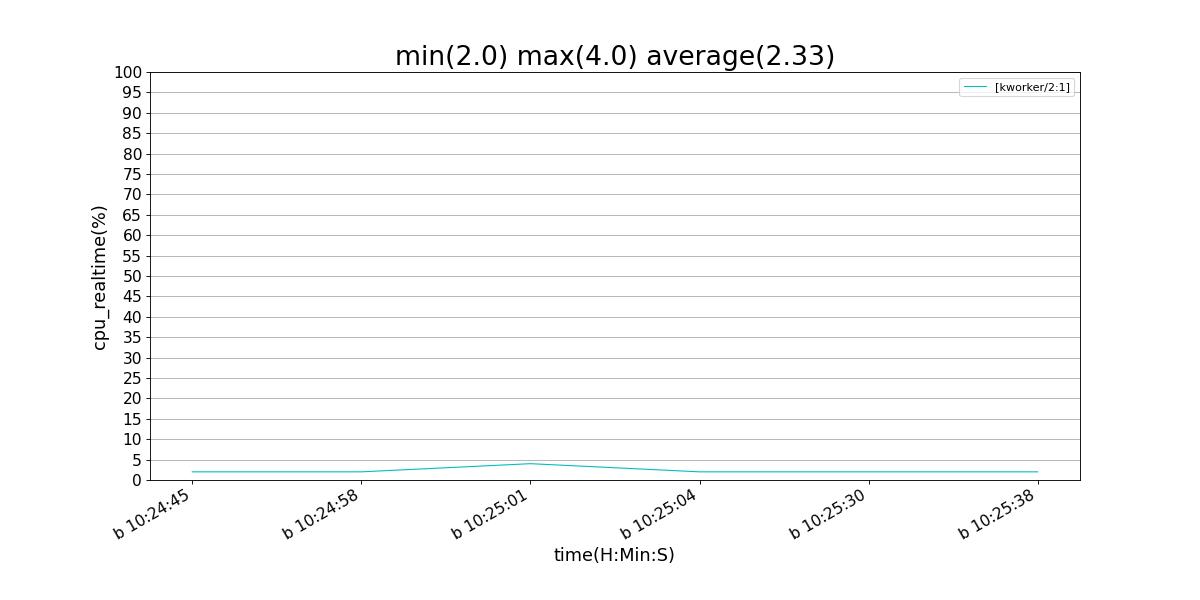 min(2.0) max(4.0) average(2.33)
[kworker/2:1]
cpu_realtime(%)
100
95
90
85
80
75
70
65
60
55
50
45
40
35
30
25
20
15
10
5
0
b 10:24:45
b 10:24:58
b 10:25:01
b 10:25:04
b 10:25:30
b 10:25:38
time(H:Min:S)